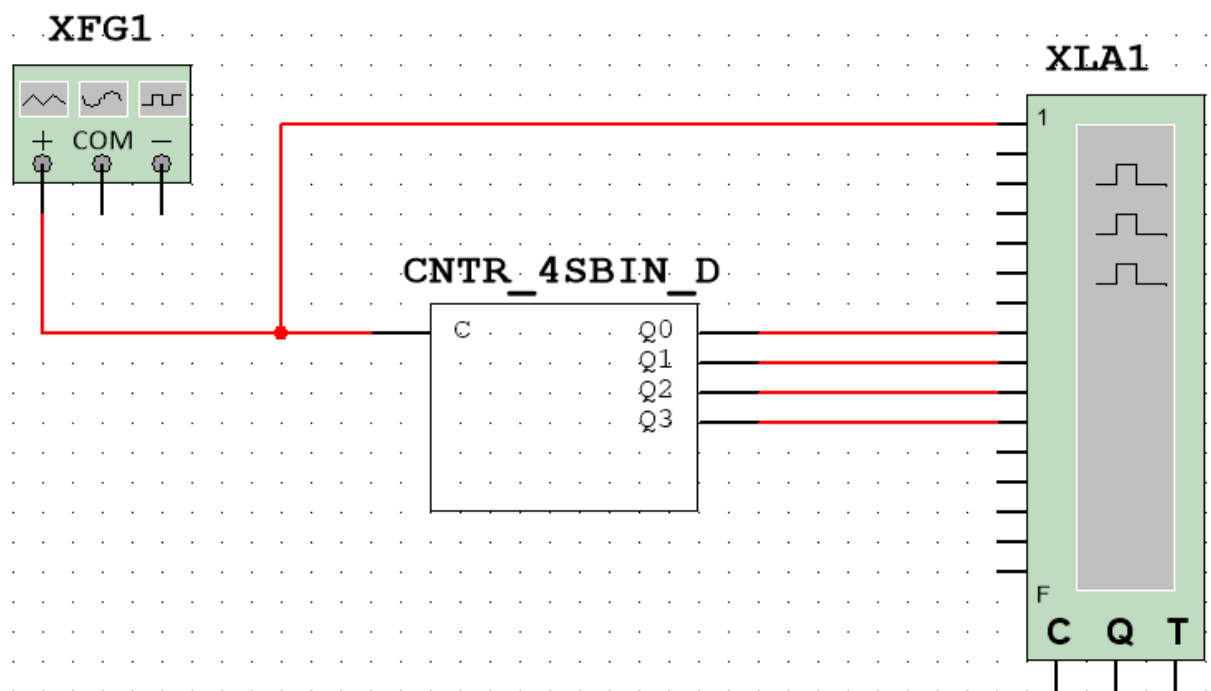 XFG1
XLA1
+ COM −
1
CNTR_4SBIN_D
C
Q0
Q1
Q2
Q3
F
C Q T